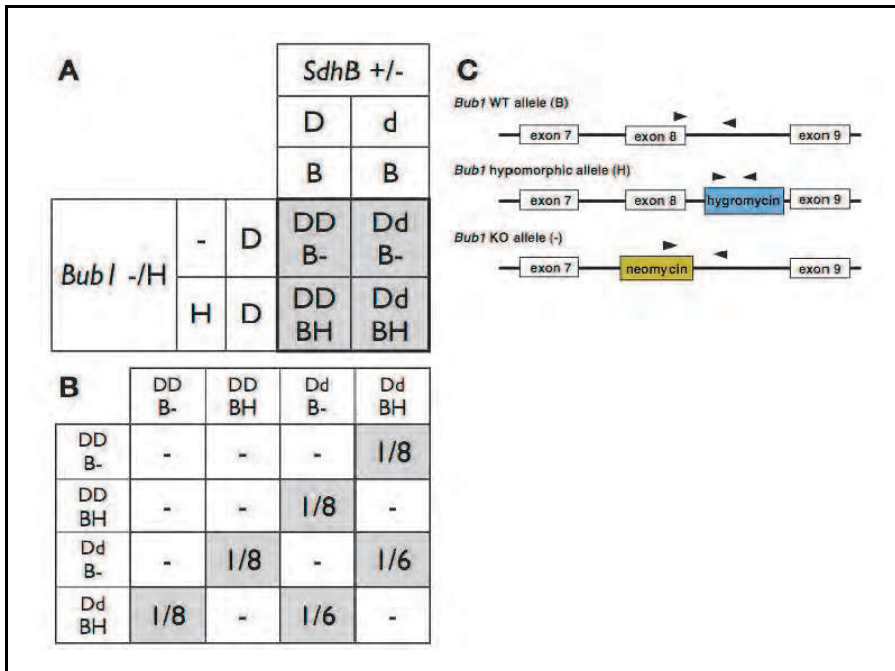 A
SdhB +/-
D d
B B
Bub1 -/H
- D DD B- Dd B-
H D DD BH Dd BH
B
DD B- DD BH Dd B- Dd BH
DD B- - - - 1/8
DD BH - - 1/8 -
Dd B- - 1/8 - 1/6
Dd BH 1/8 - 1/6 -
C
Bub1 WT allele (B)
exon 7 exon 8 exon 9
Bub1 hypomorphic allele (H)
exon 7 exon 8 hygromycin exon 9
Bub1 KO allele (-)
exon 7 neomycin exon 9